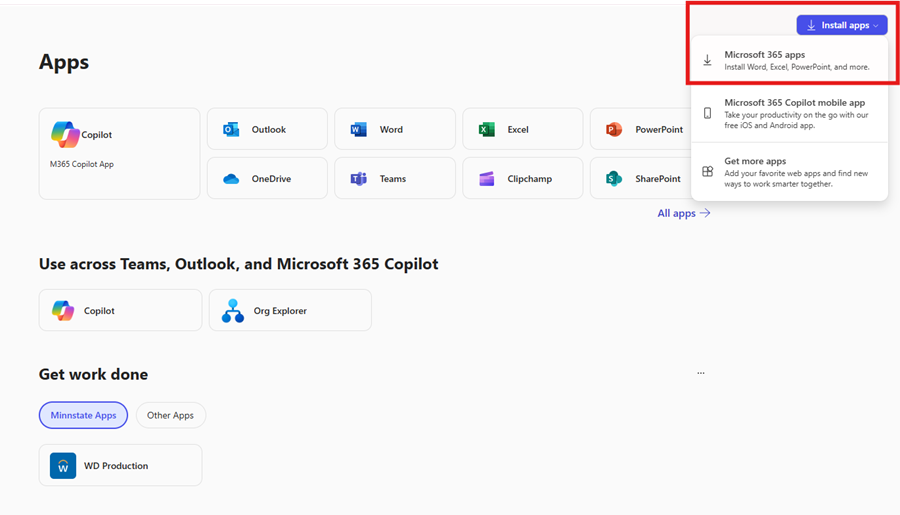 Install apps
Apps
Microsoft 365 apps
Install Word, Excel, PowerPoint, and more.
Microsoft 365 Copilot mobile app
Take your productivity on the go with our
free iOS and Android app.
Get more apps
Add your favorite web apps and find new
ways to work smarter together.
Copilot
M365 Copilot App
Outlook
Word
Excel
PowerPoint
OneDrive
Teams
Clipchamp
SharePoint
All apps →
Use across Teams, Outlook, and Microsoft 365 Copilot
Copilot
Org Explorer
Get work done
...
Minnstate Apps
Other Apps
WD Production